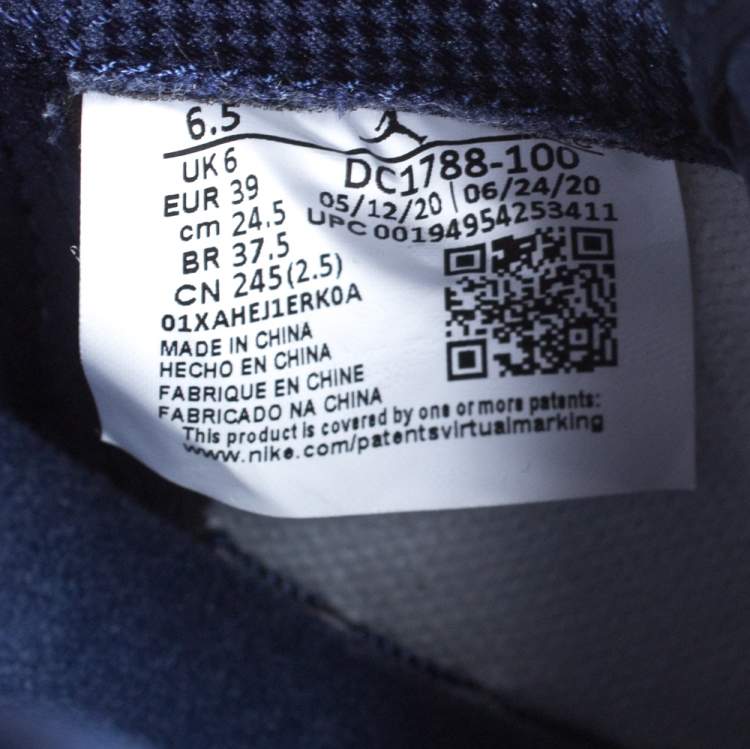 6.5
UK 6
EUR 39
cm 24.5
BR 37.5
CN 245(2.5)
01XAHEJ1ERK0A
MADE IN CHINA
HECHO EN CHINA
FABRIQUE EN CHINE
FABRICADO NA CHINA
DC1788-100
05/12/20 | 06/24/20
UPC 00194954253411
This product is covered by one or more patents:
www.nike.com/patentsvirtualmarking